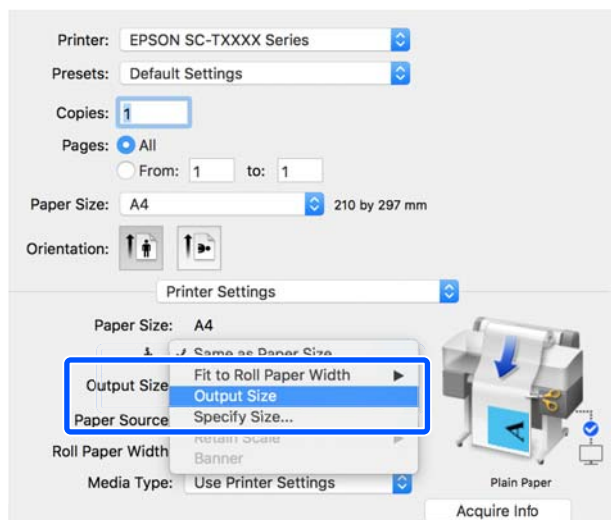 Printer: EPSON SC-TXXXX Series
Presets: Default Settings
Copies: 1
Pages: All
From: 1 to: 1
Paper Size: A4 210 by 297 mm
Orientation:
Printer Settings
Paper Size: A4
✓ Same as Paper Size
Fit to Roll Paper Width ▶
Output Size
Output Size
Paper Source
Specify Size...
Retain Scale ▶
Roll Paper Width
Banner
Media Type: Use Printer Settings
Plain Paper
Acquire Info